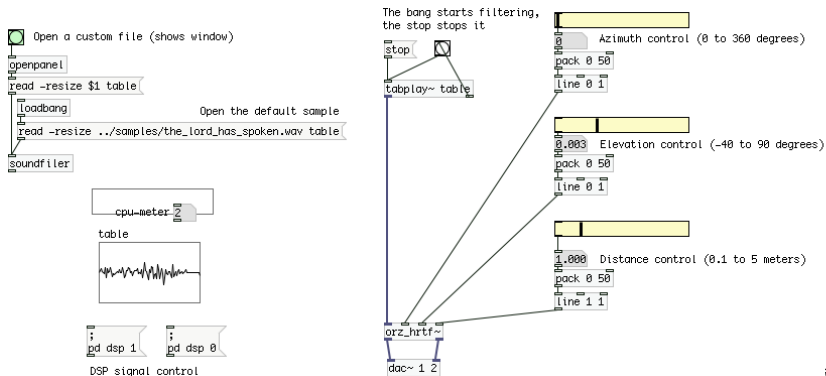 Open a custom file (shows window)
openpanel
read -resize $1 table
loadbang
Open the default sample
read -resize ../samples/the_lord_has_spoken.wav table
soundfiler
cpu-meter 2
table
;
pd dsp 1
;
pd dsp 0
DSP signal control
The bang starts filtering,
the stop stops it
stop
tabplay~ table
orz_hrtf~
dac~ 1 2
0
Azimuth control (0 to 360 degrees)
pack 0 50
line 0 1
0.003
Elevation control (-40 to 90 degrees)
pack 0 50
line 0 1
1.000
Distance control (0.1 to 5 meters)
pack 0 50
line 1 1